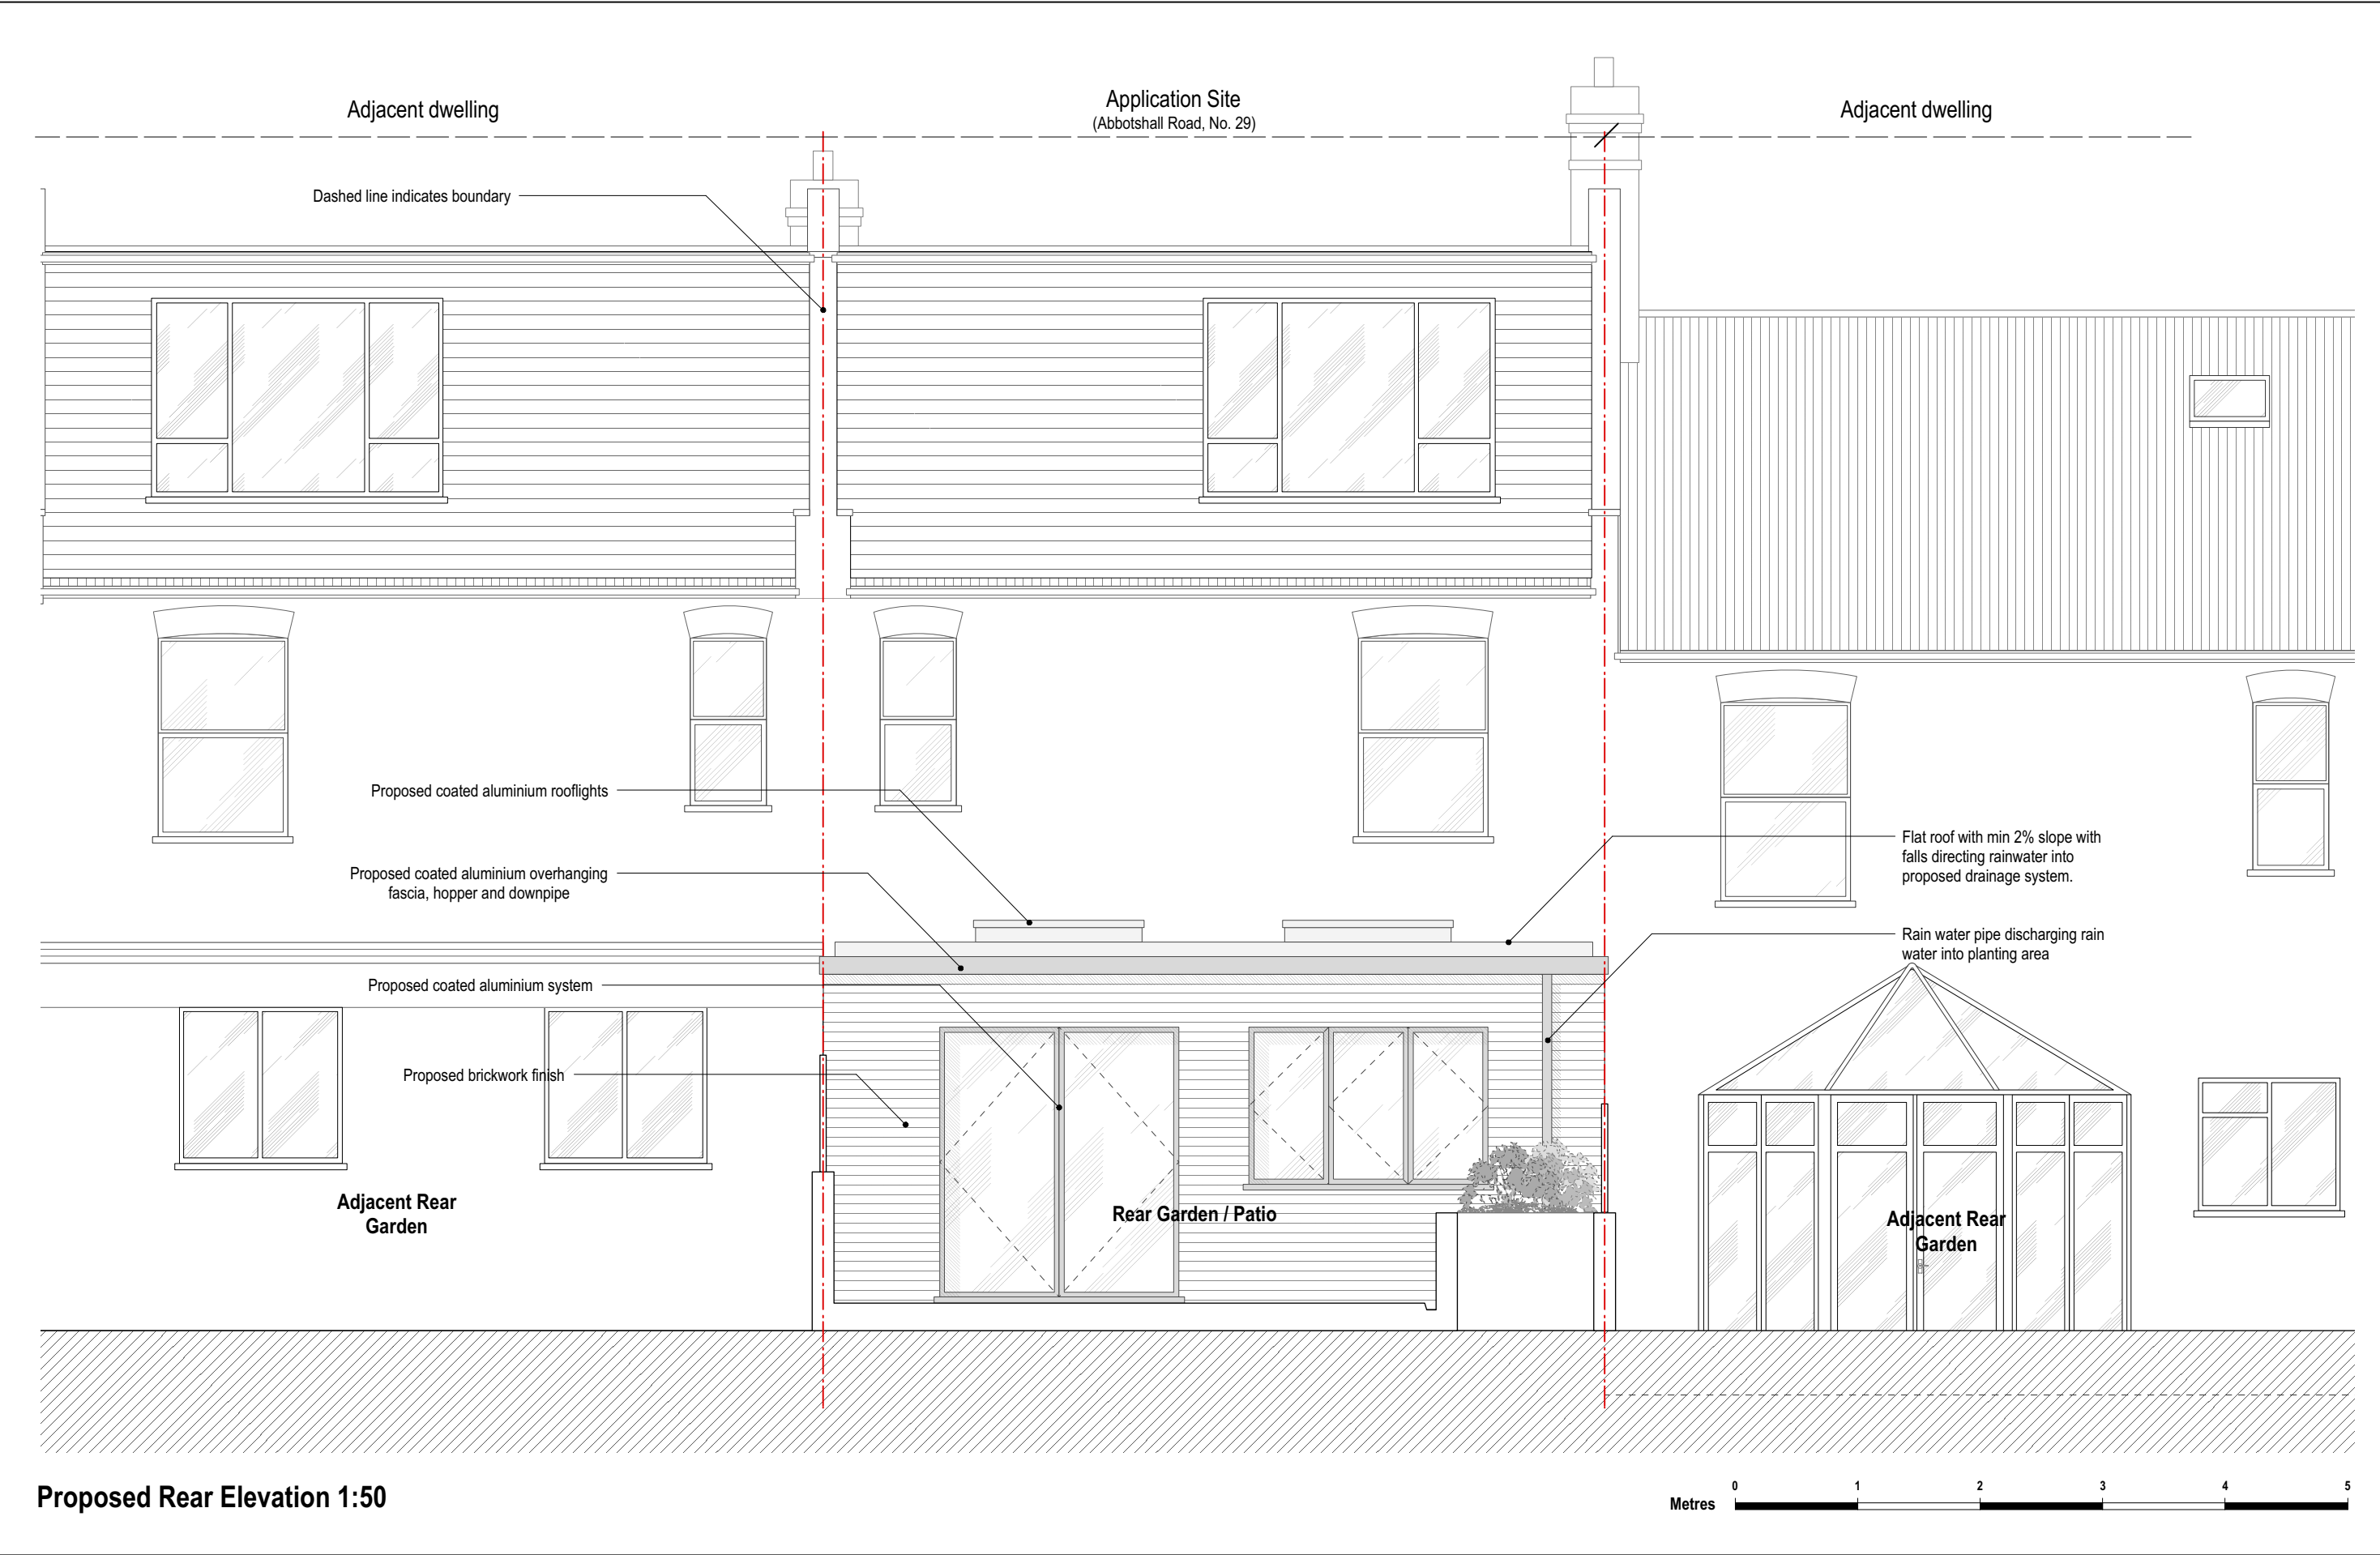 Adjacent dwelling
Application Site
(Abbotshall Road, No. 29)
Adjacent dwelling
Dashed line indicates boundary
Proposed coated aluminium rooflights
Flat roof with min 2% slope with
falls directing rainwater into
proposed drainage system.
Proposed coated aluminium overhanging
fascia, hopper and downpipe
Rain water pipe discharging rain
water into planting area
Proposed coated aluminium system
Proposed brickwork finish
Adjacent Rear
Garden
Rear Garden / Patio
Adjacent Rear
Garden
Proposed Rear Elevation 1:50
Metres
0 1 2 3 4 5